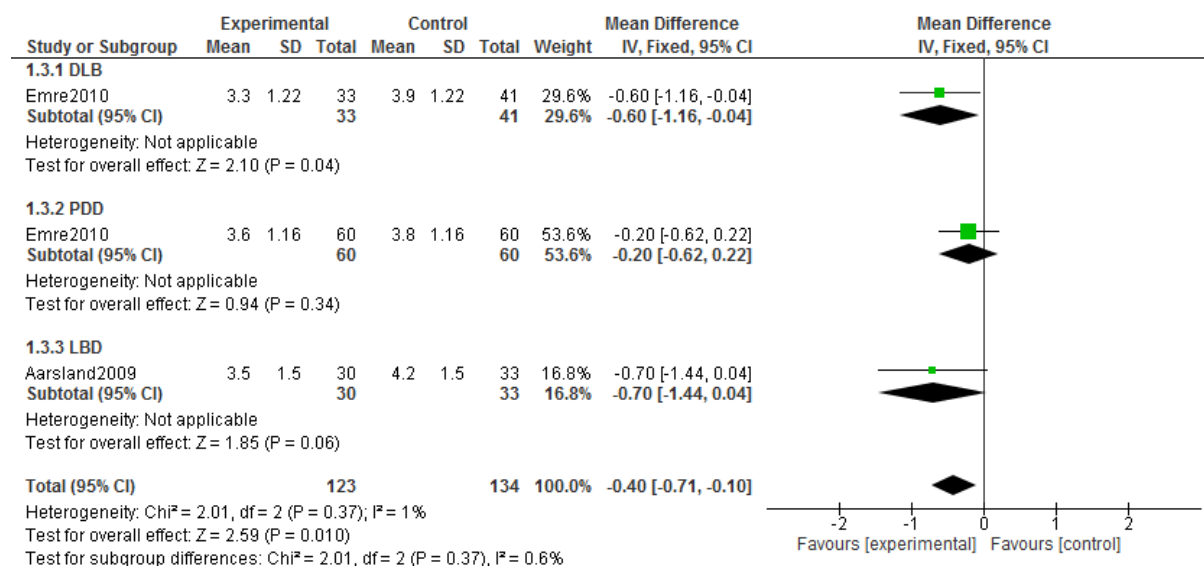 Experimental Control Mean Difference Mean Difference
Study or Subgroup Mean SD Total Mean SD Total Weight IV, Fixed, 95% CI IV, Fixed, 95% CI
1.3.1 DLB
Emre2010 3.3 1.22 33 3.9 1.22 41 29.6% -0.60 [-1.16, -0.04]
Subtotal (95% CI) 33 41 29.6% -0.60 [-1.16, -0.04]
Heterogeneity: Not applicable
Test for overall effect: Z = 2.10 (P = 0.04)
1.3.2 PDD
Emre2010 3.6 1.16 60 3.8 1.16 60 53.6% -0.20 [-0.62, 0.22]
Subtotal (95% CI) 60 60 53.6% -0.20 [-0.62, 0.22]
Heterogeneity: Not applicable
Test for overall effect: Z = 0.94 (P = 0.34)
1.3.3 LBD
Aarsland2009 3.5 1.5 30 4.2 1.5 33 16.8% -0.70 [-1.44, 0.04]
Subtotal (95% CI) 30 33 16.8% -0.70 [-1.44, 0.04]
Heterogeneity: Not applicable
Test for overall effect: Z = 1.85 (P = 0.06)
Total (95% CI) 123 134 100.0% -0.40 [-0.71, -0.10]
Heterogeneity: Chi² = 2.01, df = 2 (P = 0.37); I² = 1%
Test for overall effect: Z = 2.59 (P = 0.010)
Test for subgroup differences: Chi² = 2.01, df = 2 (P = 0.37), I² = 0.6%
-2 -1 0 1 2
Favours [experimental] Favours [control]